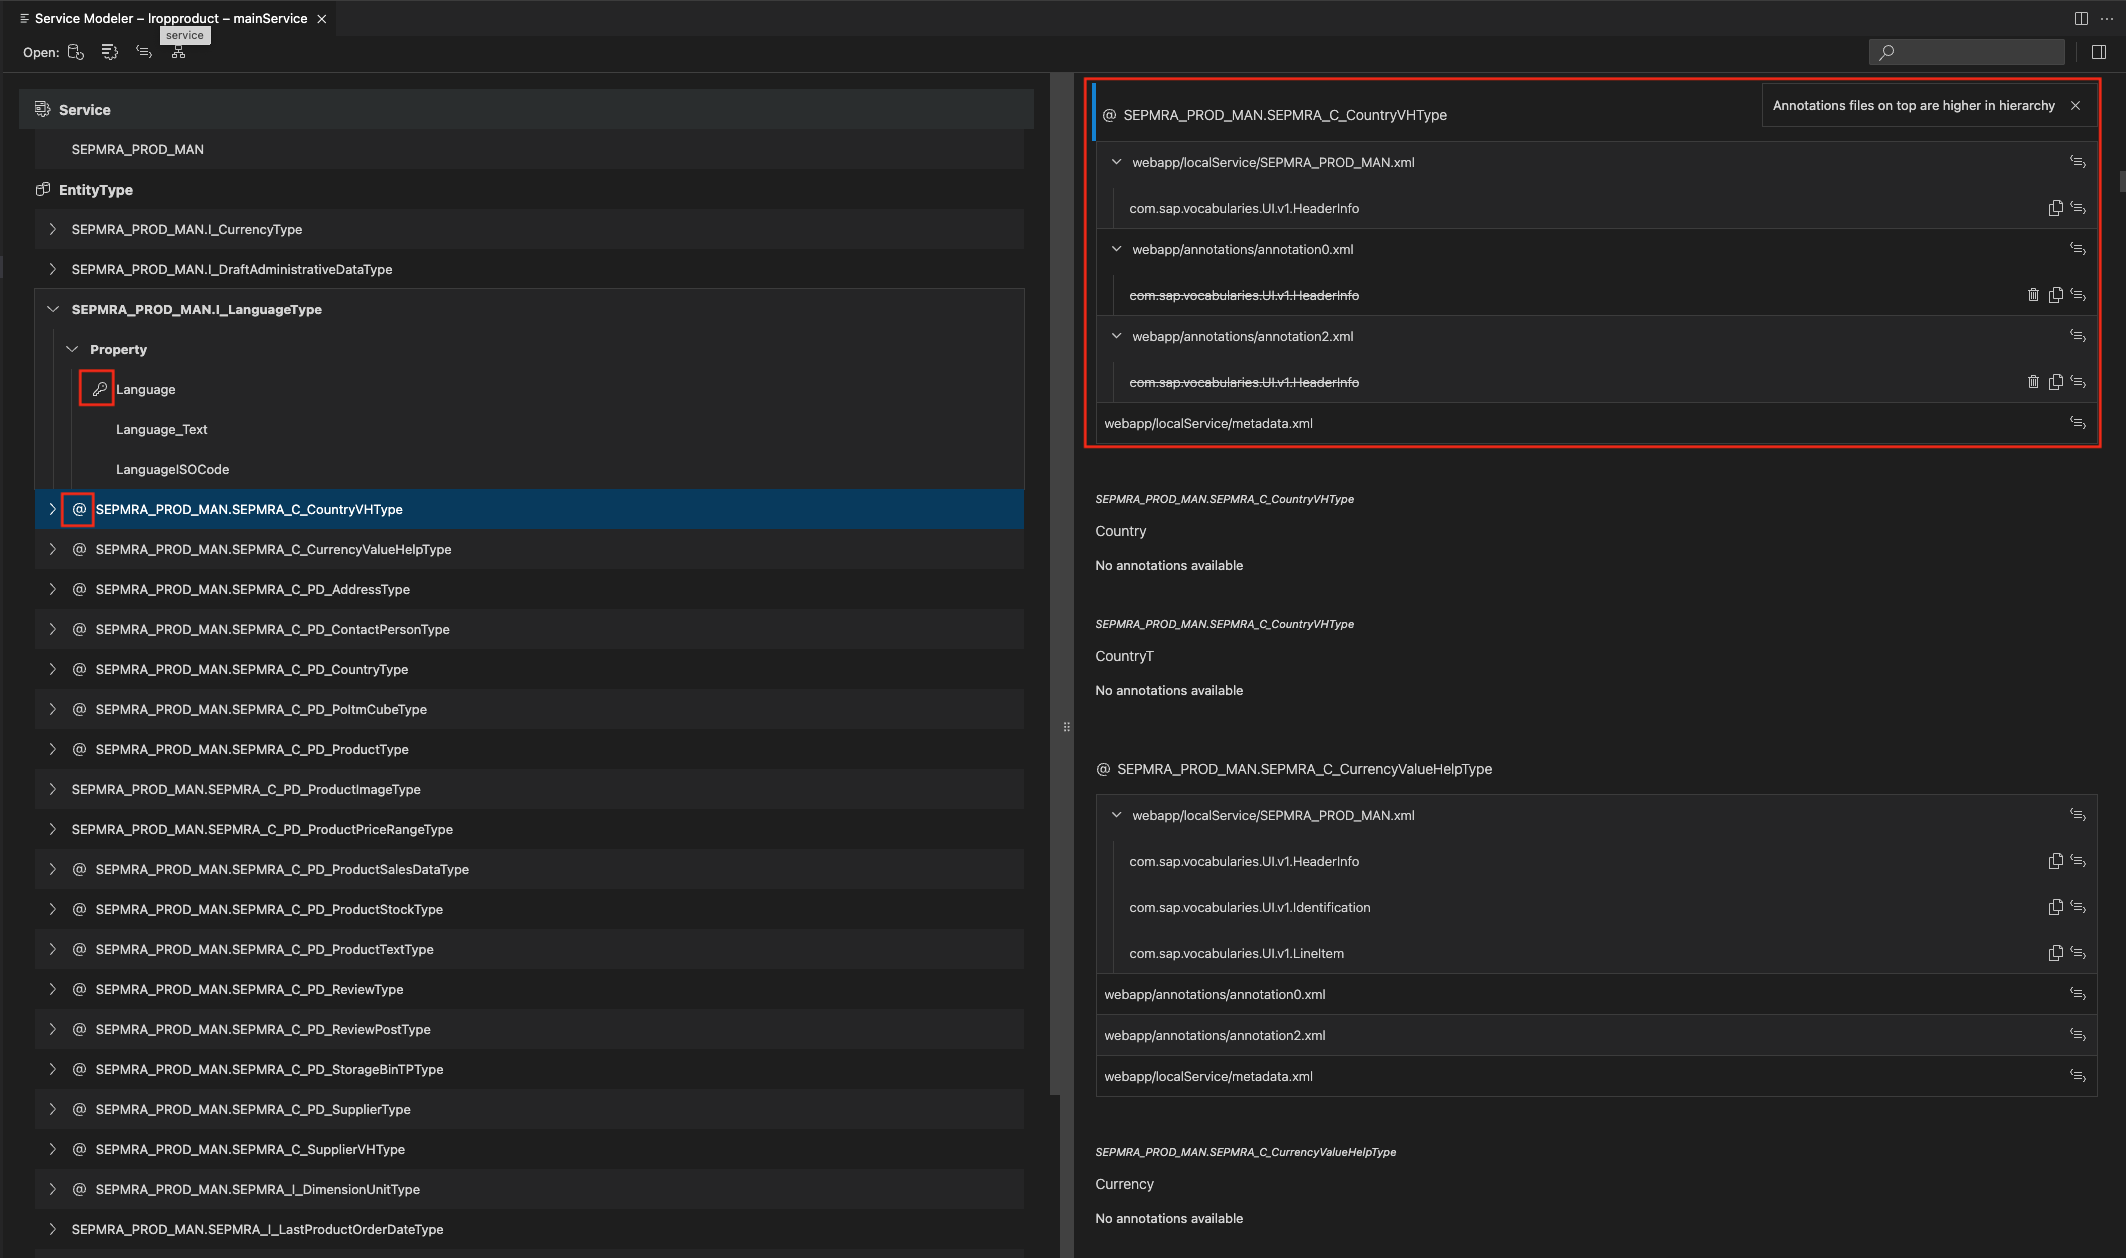 Service Modeler – lropproduct – mainService
service
Open:
Service
SEPMRA_PROD_MAN
EntityType
SEPMRA_PROD_MAN.I_CurrencyType
SEPMRA_PROD_MAN.I_DraftAdministrativeDataType
SEPMRA_PROD_MAN.I_LanguageType
Property
Language
Language_Text
LanguageISOCode
@ SEPMRA_PROD_MAN.SEPMRA_C_CountryVHType
@ SEPMRA_PROD_MAN.SEPMRA_C_CurrencyValueHelpType
@ SEPMRA_PROD_MAN.SEPMRA_C_PD_AddressType
@ SEPMRA_PROD_MAN.SEPMRA_C_PD_ContactPersonType
@ SEPMRA_PROD_MAN.SEPMRA_C_PD_CountryType
@ SEPMRA_PROD_MAN.SEPMRA_C_PD_PoItmCubeType
@ SEPMRA_PROD_MAN.SEPMRA_C_PD_ProductType
SEPMRA_PROD_MAN.SEPMRA_C_PD_ProductImageType
SEPMRA_PROD_MAN.SEPMRA_C_PD_ProductPriceRangeType
@ SEPMRA_PROD_MAN.SEPMRA_C_PD_ProductSalesDataType
@ SEPMRA_PROD_MAN.SEPMRA_C_PD_ProductStockType
@ SEPMRA_PROD_MAN.SEPMRA_C_PD_ProductTextType
@ SEPMRA_PROD_MAN.SEPMRA_C_PD_ReviewType
@ SEPMRA_PROD_MAN.SEPMRA_C_PD_ReviewPostType
@ SEPMRA_PROD_MAN.SEPMRA_C_PD_StorageBinTPType
@ SEPMRA_PROD_MAN.SEPMRA_C_PD_SupplierType
@ SEPMRA_PROD_MAN.SEPMRA_C_SupplierVHType
@ SEPMRA_PROD_MAN.SEPMRA_I_DimensionUnitType
SEPMRA_PROD_MAN.SEPMRA_I_LastProductOrderDateType
@ SEPMRA_PROD_MAN.SEPMRA_C_CountryVHType
Annotations files on top are higher in hierarchy
webapp/localService/SEPMRA_PROD_MAN.xml
com.sap.vocabularies.UI.v1.HeaderInfo
webapp/annotations/annotation0.xml
com.sap.vocabularies.UI.v1.HeaderInfo
webapp/annotations/annotation2.xml
com.sap.vocabularies.UI.v1.HeaderInfo
webapp/localService/metadata.xml
SEPMRA_PROD_MAN.SEPMRA_C_CountryVHType
Country
No annotations available
SEPMRA_PROD_MAN.SEPMRA_C_CountryVHType
CountryT
No annotations available
@ SEPMRA_PROD_MAN.SEPMRA_C_CurrencyValueHelpType
webapp/localService/SEPMRA_PROD_MAN.xml
com.sap.vocabularies.UI.v1.HeaderInfo
com.sap.vocabularies.UI.v1.Identification
com.sap.vocabularies.UI.v1.LineItem
webapp/annotations/annotation0.xml
webapp/annotations/annotation2.xml
webapp/localService/metadata.xml
SEPMRA_PROD_MAN.SEPMRA_C_CurrencyValueHelpType
Currency
No annotations available